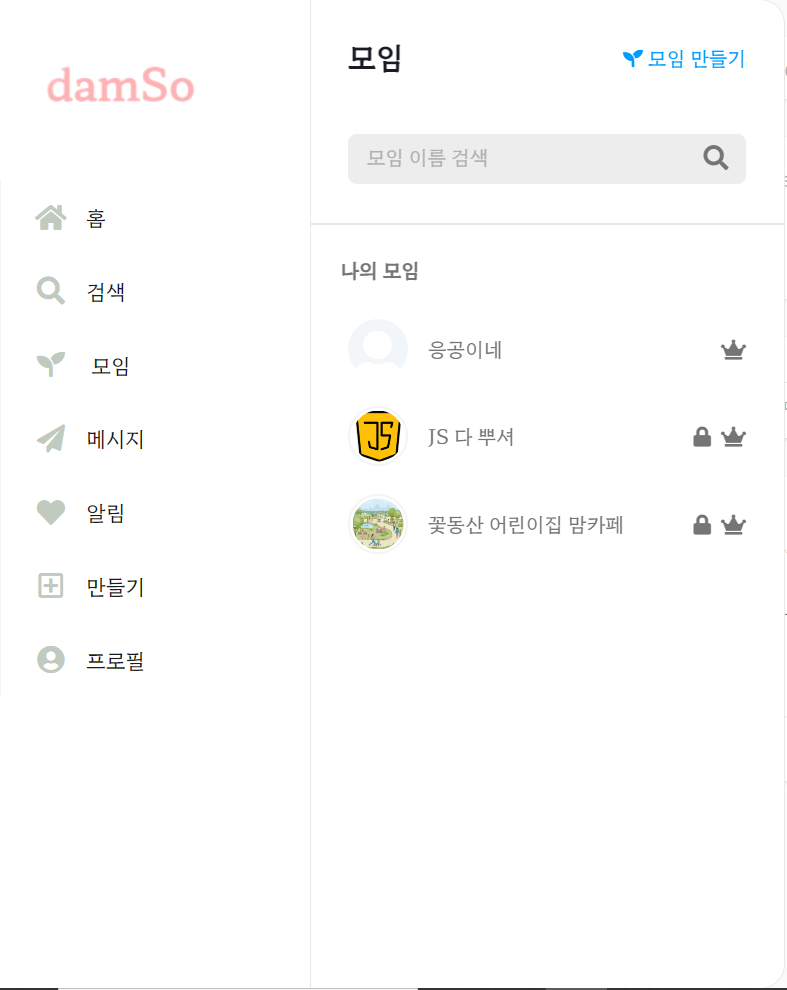 damSo
홈
검색
모임
메시지
알림
만들기
프로필
모임
모임 만들기
모임 이름 검색
나의 모임
응공이네
JS 다 뿌셔
JS
꽃동산 어린이집 맘카페